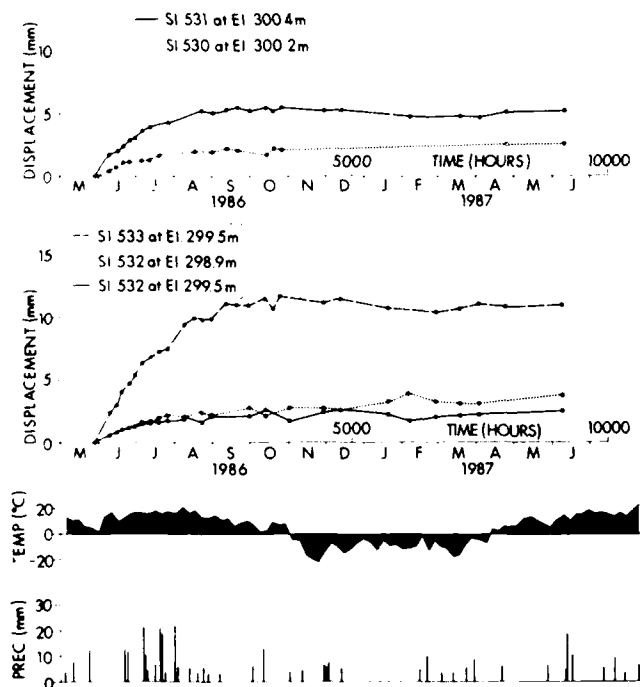 SI 531 at El 300.4m
SI 530 at El 300.2m
DISPLACEMENT (mm)
10
5
0
5000 TIME (HOURS) 10000
M J J A S O N D J F M A M J
1986 1987
SI 533 at El 299.5m
SI 532 at El 298.9m
SI 532 at El 299.5m
DISPLACEMENT (mm)
15
10
5
0
5000 TIME (HOURS) 10000
M J J A S O N D J F M A M J
1986 1987
TEMP (°C)
20
0
-20
PREC (mm)
30
20
10
0